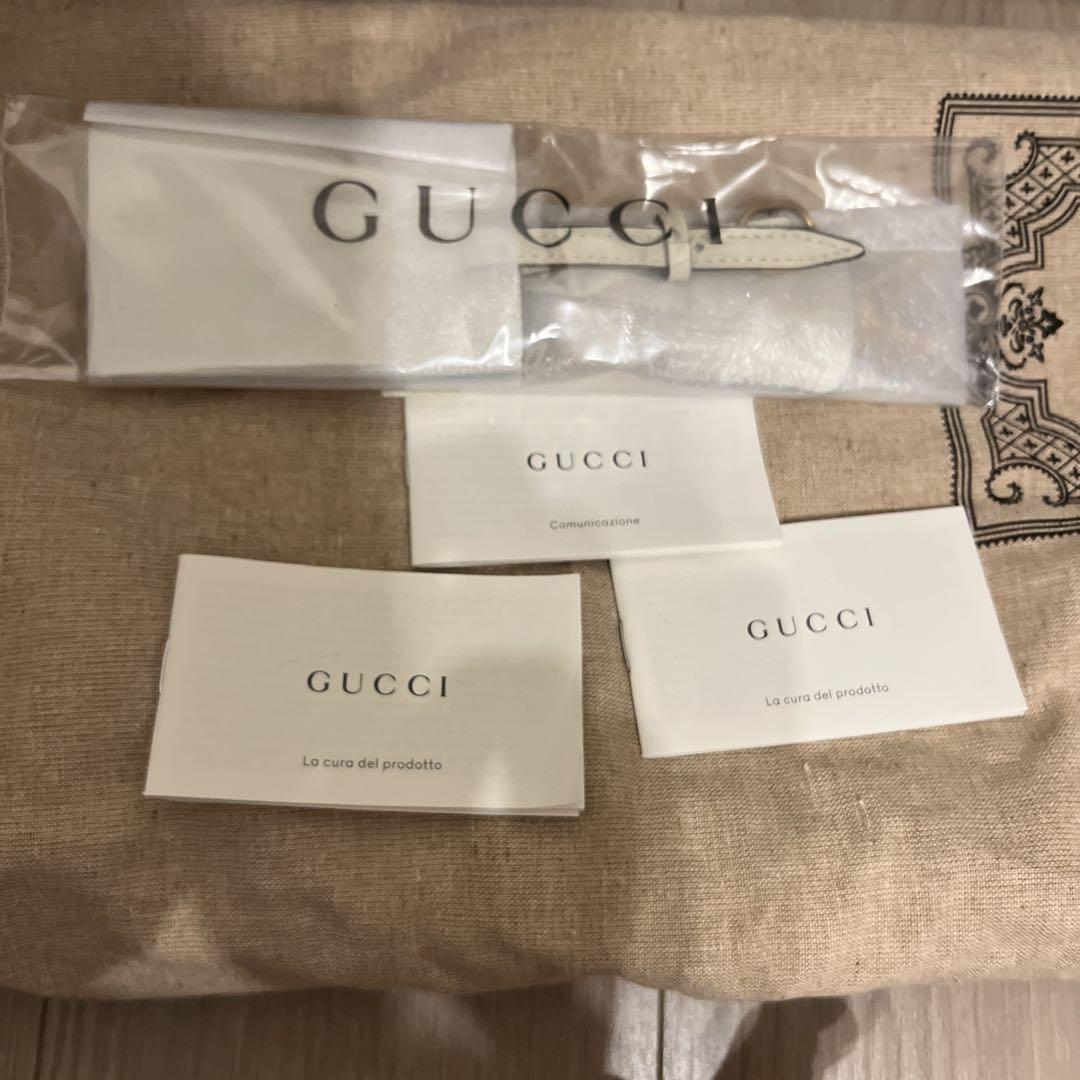 GUCCI
GUCCI
Comunicazione
GUCCI
La cura del prodotto
GUCCI
La cura del prodotto